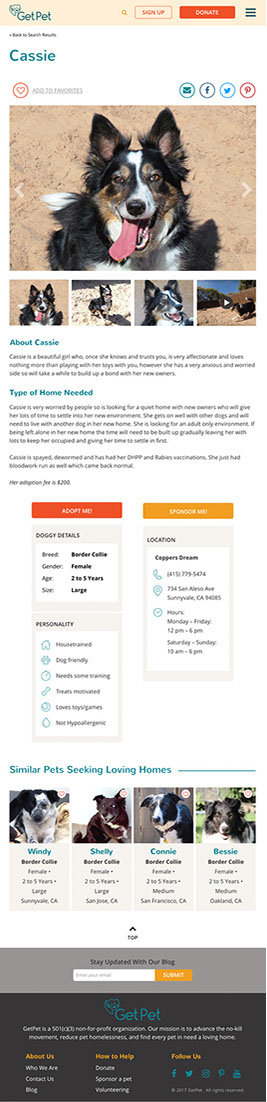 GetPet
SIGN UP
DONATE
« Back to Search Results
Cassie
ADD TO FAVORITES
About Cassie
Cassie is a beautiful girl who, once she knows and trusts you, is very affectionate and loves
nothing more than playing with her toys with you, however she has a very anxious and worried
side so will take a while to build up a bond with her new owners.
Type of Home Needed
Cassie is very worried by people so is looking for a quiet home with new owners who will give
her lots of time to settle into her new environment. She gets on well with other dogs and will
need to live with another dog in her new home. She is looking for an adult only environment. If
being left alone in her new home the time will need to be built up gradually leaving her with
lots to keep her occupied and giving her time to settle in first.
Cassie is spayed, dewormed and has had her DHPP and Rabies vaccinations. She just had
bloodwork run as well which came back normal.
Her adoption fee is $200.
ADOPT ME!
DOGGY DETAILS
Breed: Border Collie
Gender: Female
Age: 2 to 5 Years
Size: Large
PERSONALITY
Housetrained
Dog friendly
Needs some training
Treats motivated
Loves toys/games
Not Hypoallergenic
SPONSOR ME!
LOCATION
Coppers Dream
(415) 779-5474
734 San Aleso Ave
Sunnyvale, CA 94085
Hours:
Monday – Friday:
12 pm – 6 pm
Saturday – Sunday:
10 am – 6 pm
Similar Pets Seeking Loving Homes
Windy
Border Collie
Female •
2 to 5 Years •
Large
Sunnyvale, CA
Shelly
Border Collie
Female •
2 to 5 Years •
Large
San Jose, CA
Connie
Border Collie
Female •
2 to 5 Years •
Medium
San Francisco, CA
Bessie
Border Collie
Female •
2 to 5 Years •
Medium
Oakland, CA
TOP
Stay Updated With Our Blog
Enter your email
SUBMIT
GetPet
GetPet is a 501(c)(3) non-for-profit organization. Our mission is to advance the no-kill
movement, reduce pet homelessness, and find every pet in need a loving home.
About Us
Who We Are
Contact Us
Blog
How to Help
Donate
Sponsor a pet
Volunteering
Follow Us
© 2017 GetPet All rights reserved.